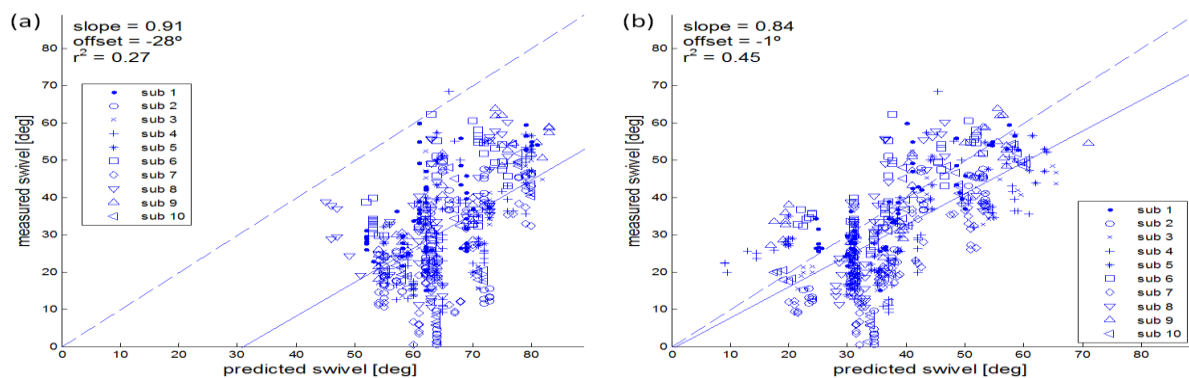 (a)
slope = 0.91
offset = -28º
r² = 0.27
80
70
60
50
40
30
20
10
0
measured swivel [deg]
sub 1
sub 2
sub 3
sub 4
sub 5
sub 6
sub 7
sub 8
sub 9
sub 10
0 10 20 30 40 50 60 70 80
predicted swivel [deg]
(b)
slope = 0.84
offset = -1º
r² = 0.45
80
70
60
50
40
30
20
10
0
measured swivel [deg]
sub 1
sub 2
sub 3
sub 4
sub 5
sub 6
sub 7
sub 8
sub 9
sub 10
0 10 20 30 40 50 60 70 80
predicted swivel [deg]